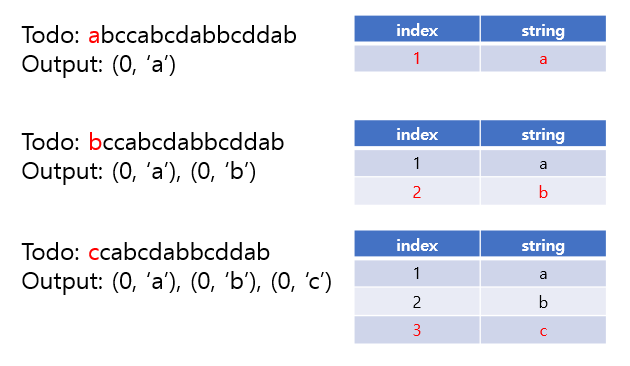 Todo: abccabcdabbcddab
Output: (0, ‘a’)
index string
1 a
Todo: bccabcdabbcddab
Output: (0, ‘a’), (0, ‘b’)
index string
1 a
2 b
Todo: ccabcdabbcddab
Output: (0, ‘a’), (0, ‘b’), (0, ‘c’)
index string
1 a
2 b
3 c